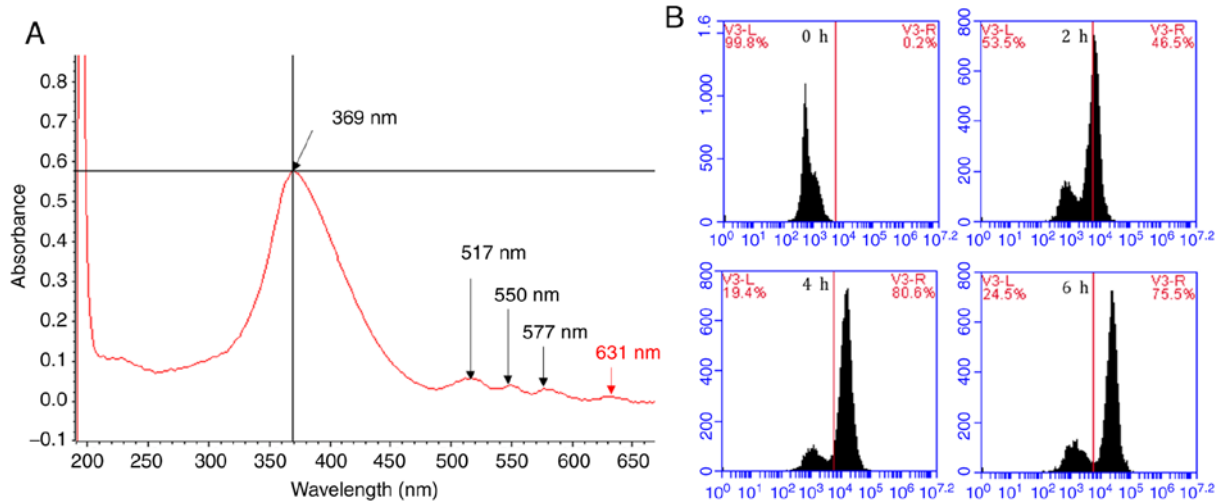 A
369 nm
517 nm
550 nm
577 nm
631 nm
Absorbance
0.8
0.7
0.6
0.5
0.4
0.3
0.2
0.1
0.0
−0.1
200 250 300 350 400 450 500 550 600 650
Wavelength (nm)
B
V3-L 0 h V3-R
99.8% 0.2%
1.6
1.000
500
0
10^0 10^1 10^2 10^3 10^4 10^5 10^6 10^7.2
V3-L 2 h V3-R
53.5% 46.5%
800
600
400
200
0
10^0 10^1 10^2 10^3 10^4 10^5 10^6 10^7.2
V3-L 4 h V3-R
19.4% 80.6%
800
600
400
200
0
10^0 10^1 10^2 10^3 10^4 10^5 10^6 10^7.2
V3-L 6 h V3-R
24.5% 75.5%
800
600
400
200
0
10^0 10^1 10^2 10^3 10^4 10^5 10^6 10^7.2